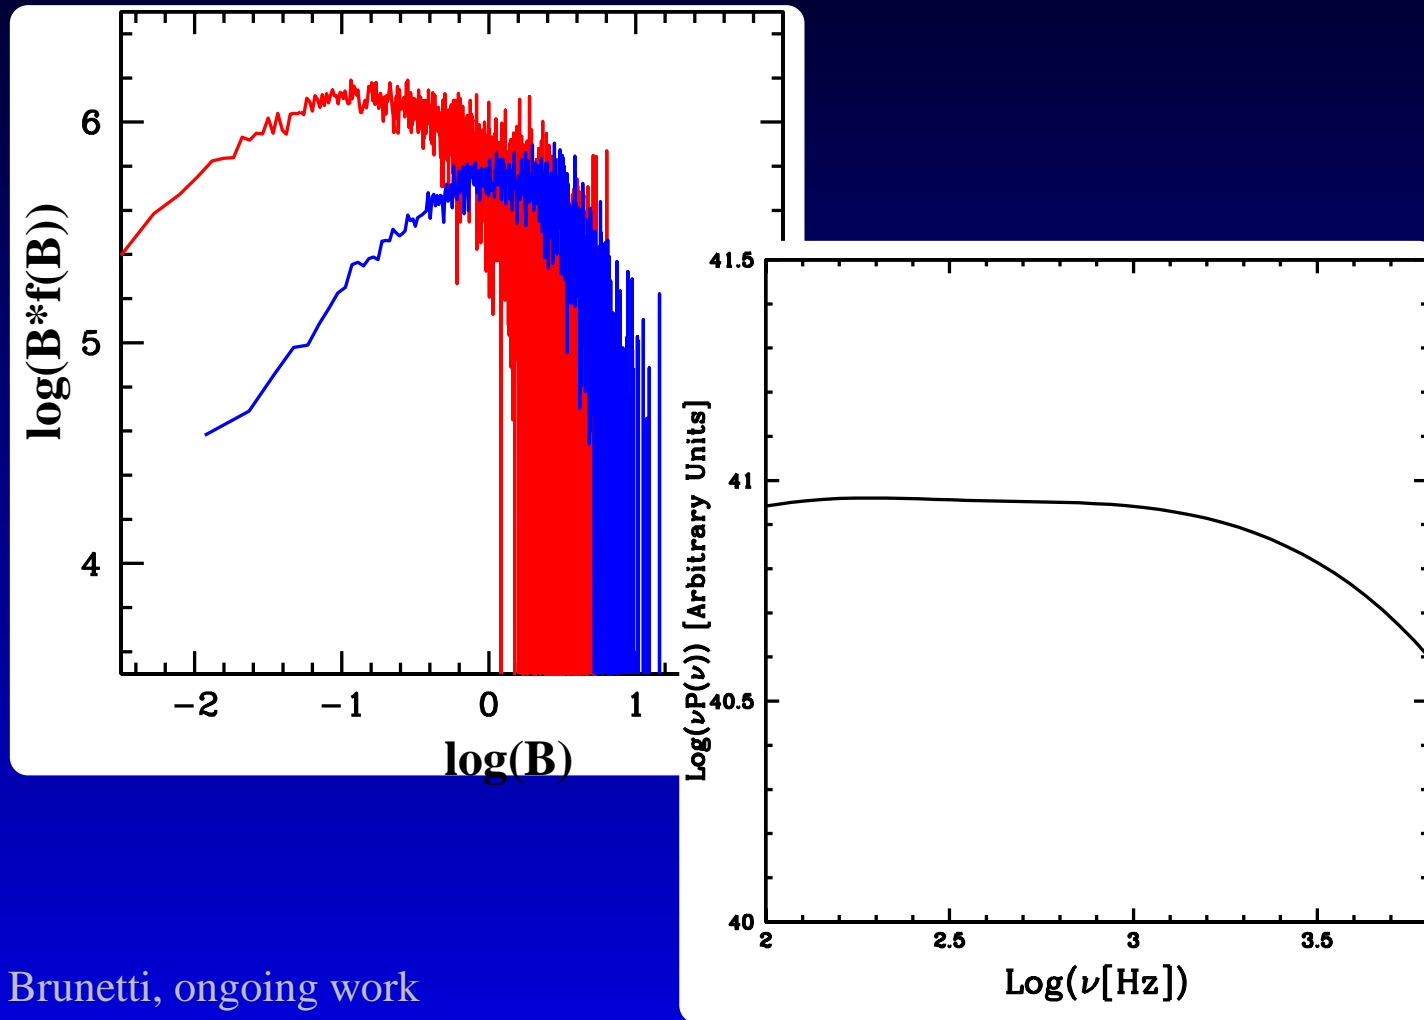 6
5
4
log(B*f(B))
−2 −1 0 1
log(B)
41.5
41
40.5
40
Log(νP(ν)) [Arbitrary Units]
2 2.5 3 3.5
Log(ν[Hz])
Brunetti, ongoing work